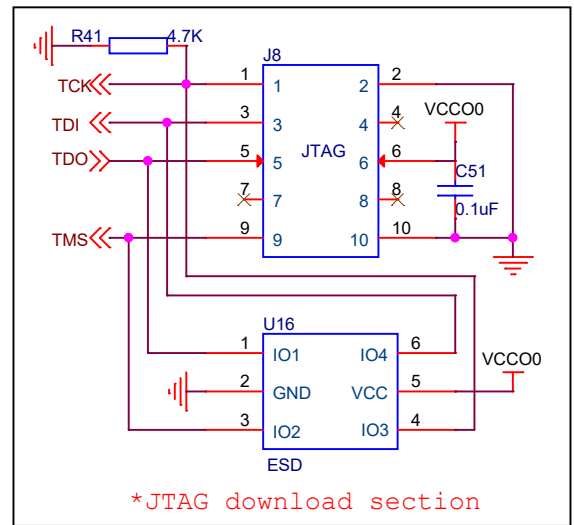 R41 4.7K
J8
TCK 1 1 2 2
VCCO0
TDI 3 3 4 4
JTAG
TDO 5 5 6 6
C51
7 7 8 8
0.1uF
TMS 9 9 10 10
U16
1 IO1 IO4 6
VCCO0
2 GND VCC 5
3 IO2 IO3 4
ESD
*JTAG download section